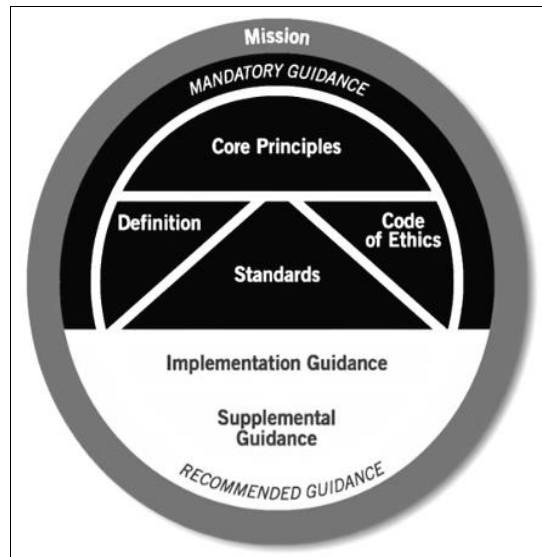 Mission
MANDATORY GUIDANCE
Core Principles
Definition
Code
of Ethics
Standards
Implementation Guidance
Supplemental
Guidance
RECOMMENDED GUIDANCE